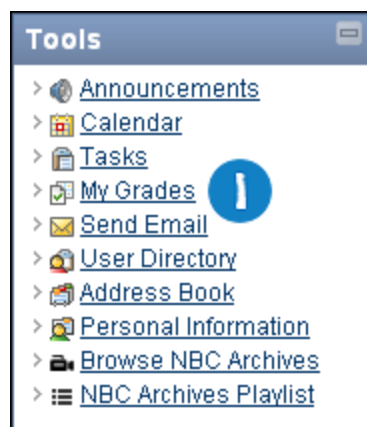 Tools
Announcements
Calendar
Tasks
My Grades
1
Send Email
User Directory
Address Book
Personal Information
Browse NBC Archives
NBC Archives Playlist